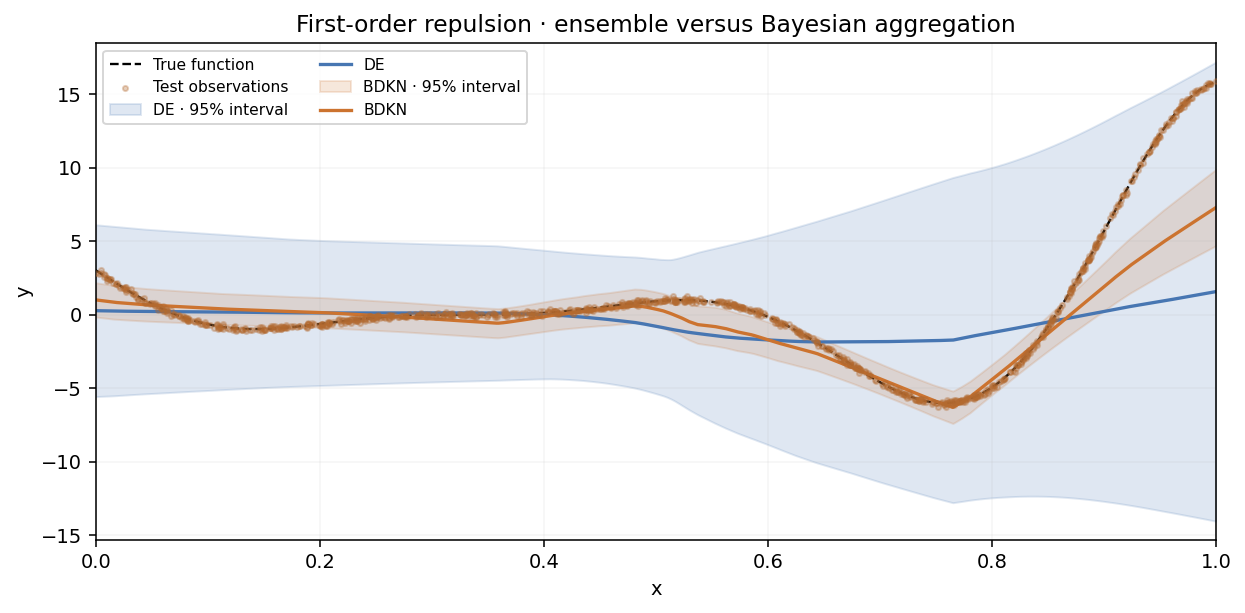 First-order repulsion · ensemble versus Bayesian aggregation
True function
Test observations
DE · 95% interval
DE
BDKN · 95% interval
BDKN
15
10
5
0
−5
−10
−15
y
0.0
0.2
0.4
0.6
0.8
1.0
x